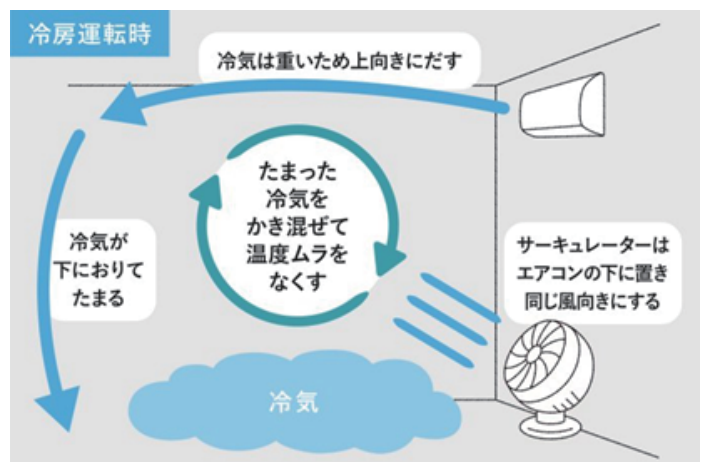 冷房運転時
冷気は重いため上向きにだす
たまった
冷気を
かき混ぜて
温度ムラを
なくす
冷気が
下におりて
たまる
サーキュレーターは
エアコンの下に置き
同じ風向きにする
冷気